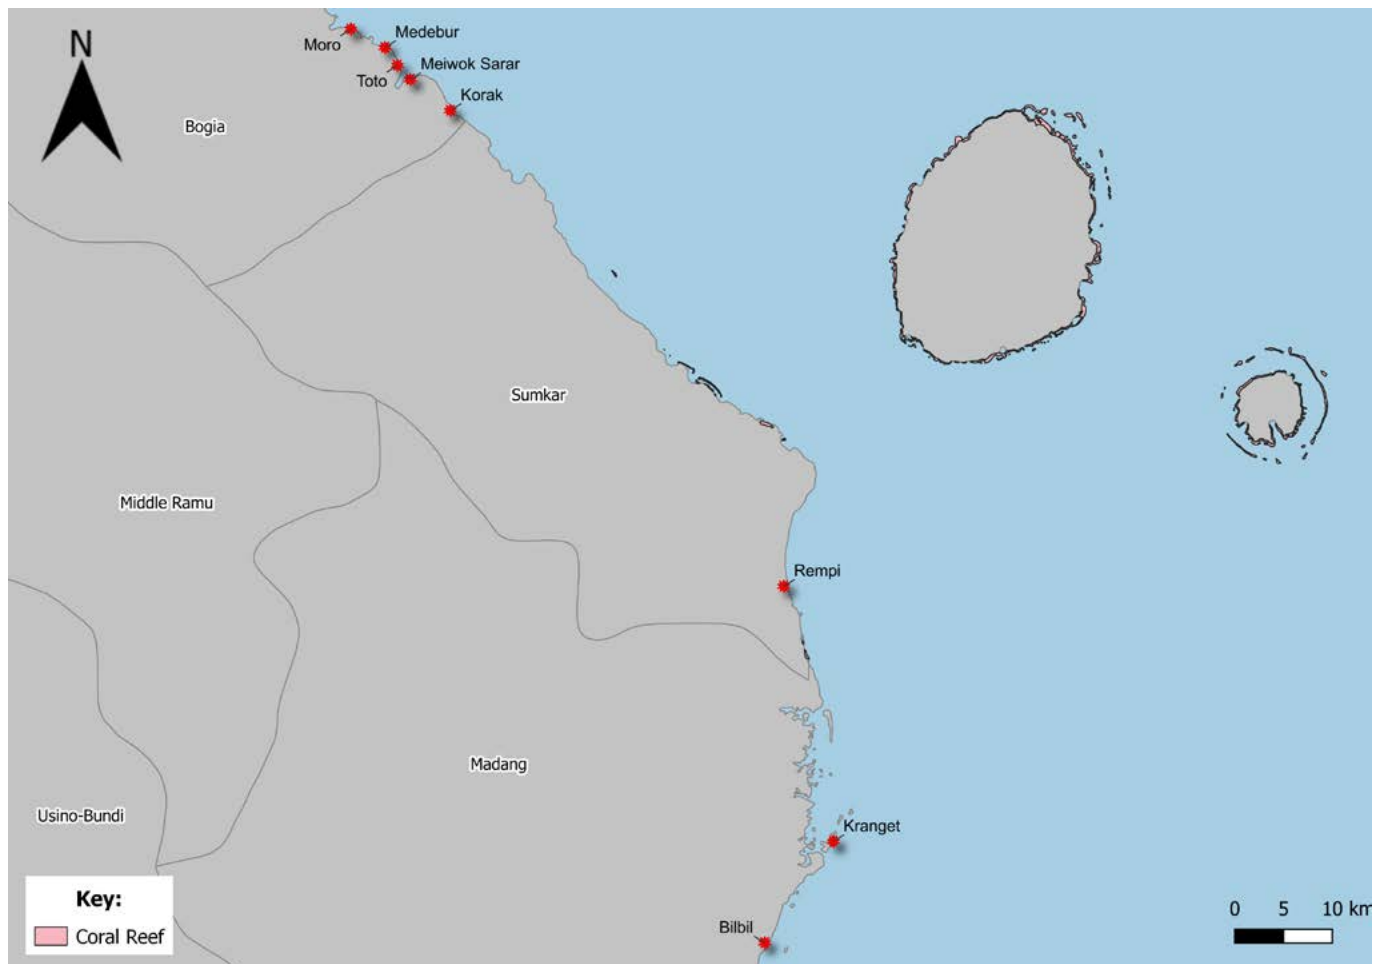 N
Moro
Medebur
Toto
Meiwok Sarar
Korak
Bogia
Sumkar
Middle Ramu
Rempi
Madang
Usino-Bundi
Kranget
Key:
Coral Reef
Bilbil
0 5 10 km